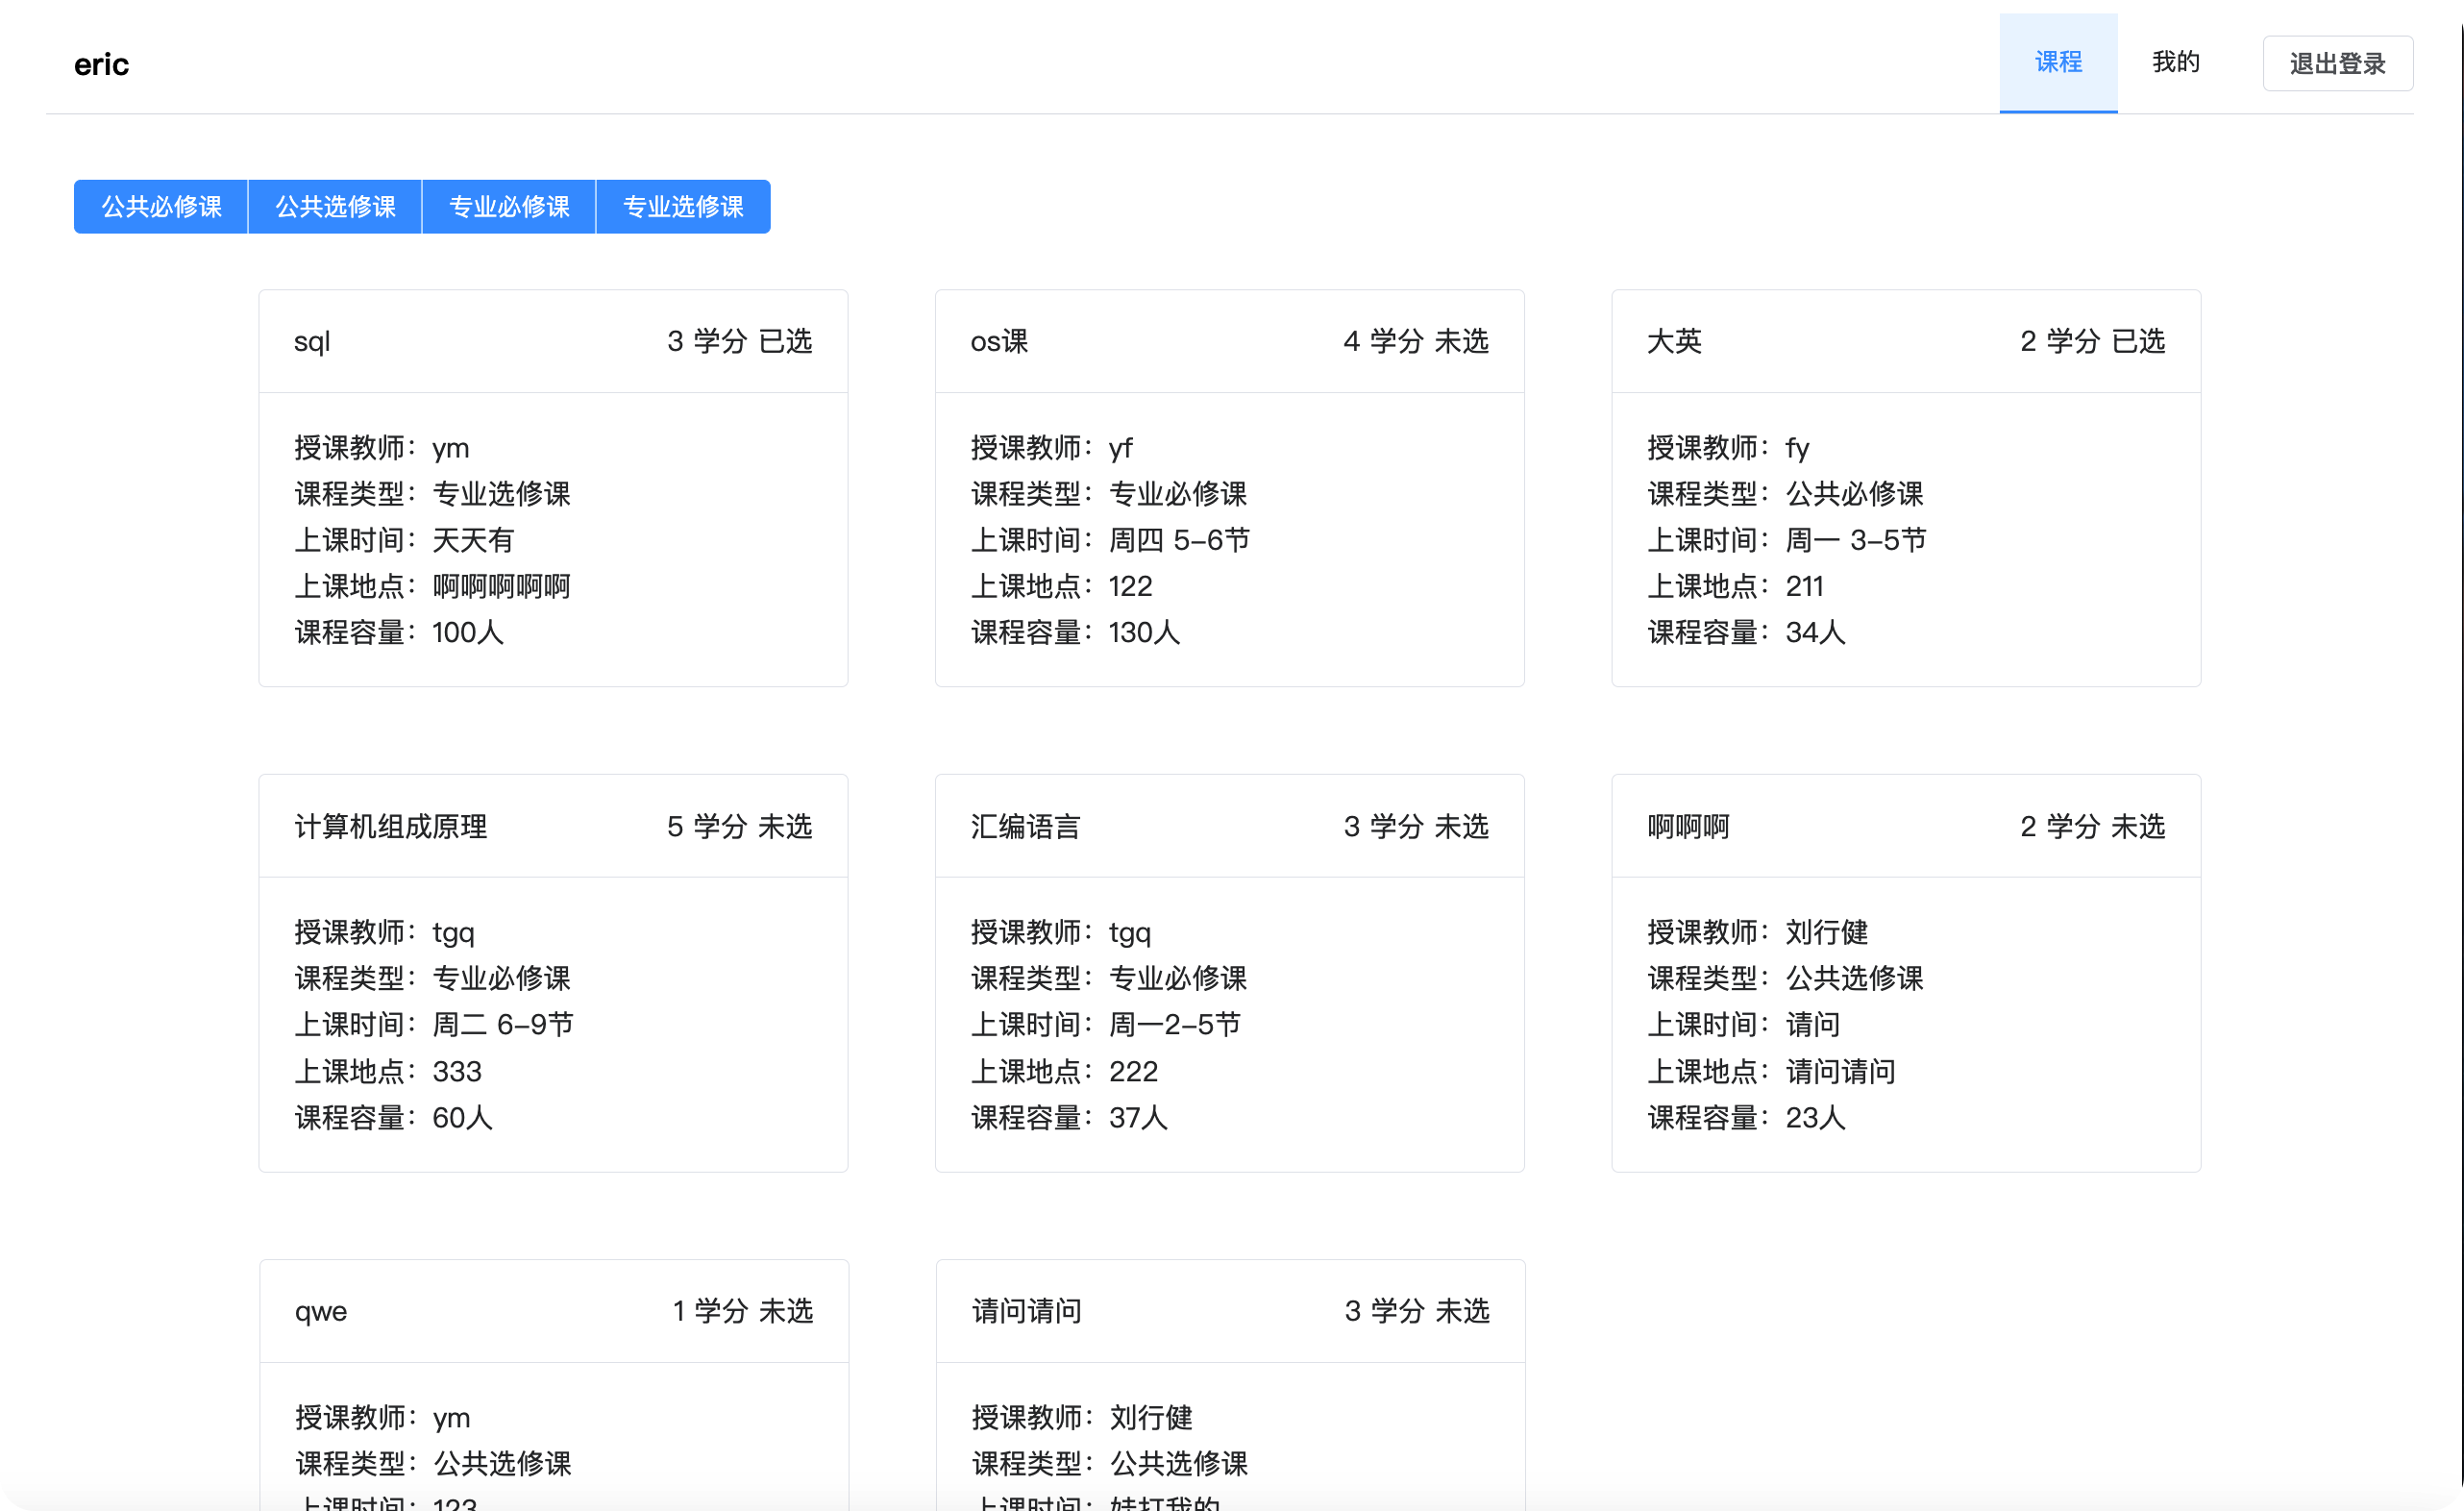 eric
课程
我的
退出登录
公共必修课
公共选修课
专业必修课
专业选修课
sql
3 学分 已选
授课教师：ym
课程类型：专业选修课
上课时间：天天有
上课地点：啊啊啊啊啊
课程容量：100人
os课
4 学分 未选
授课教师：yf
课程类型：专业必修课
上课时间：周四 5-6节
上课地点：122
课程容量：130人
大英
2 学分 已选
授课教师：fy
课程类型：公共必修课
上课时间：周一 3-5节
上课地点：211
课程容量：34人
计算机组成原理
5 学分 未选
授课教师：tgq
课程类型：专业必修课
上课时间：周二 6-9节
上课地点：333
课程容量：60人
汇编语言
3 学分 未选
授课教师：tgq
课程类型：专业必修课
上课时间：周一2-5节
上课地点：222
课程容量：37人
啊啊啊
2 学分 未选
授课教师：刘行健
课程类型：公共选修课
上课时间：请问
上课地点：请问请问
课程容量：23人
qwe
1 学分 未选
授课教师：ym
课程类型：公共选修课
上课时间：123
请问请问
3 学分 未选
授课教师：刘行健
课程类型：公共选修课
上课时间：